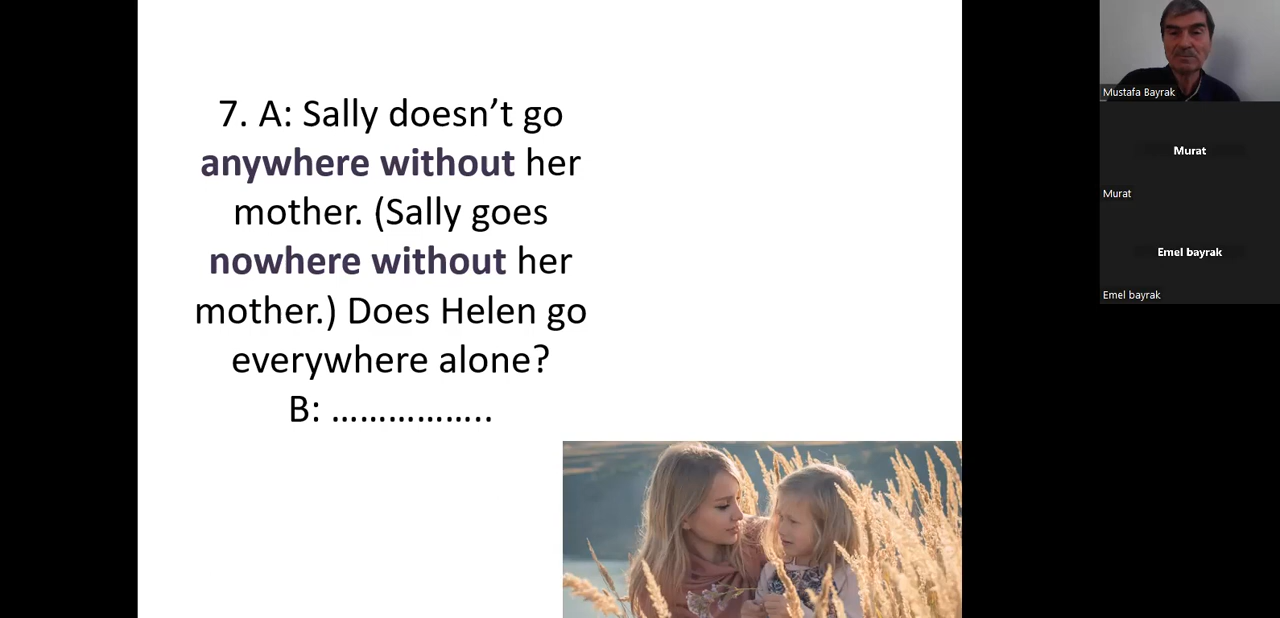 7. A: Sally doesn’t go
anywhere without her
mother. (Sally goes
nowhere without her
mother.) Does Helen go
everywhere alone?
B: ……………..
Mustafa Bayrak
Murat
Murat
Emel bayrak
Emel bayrak